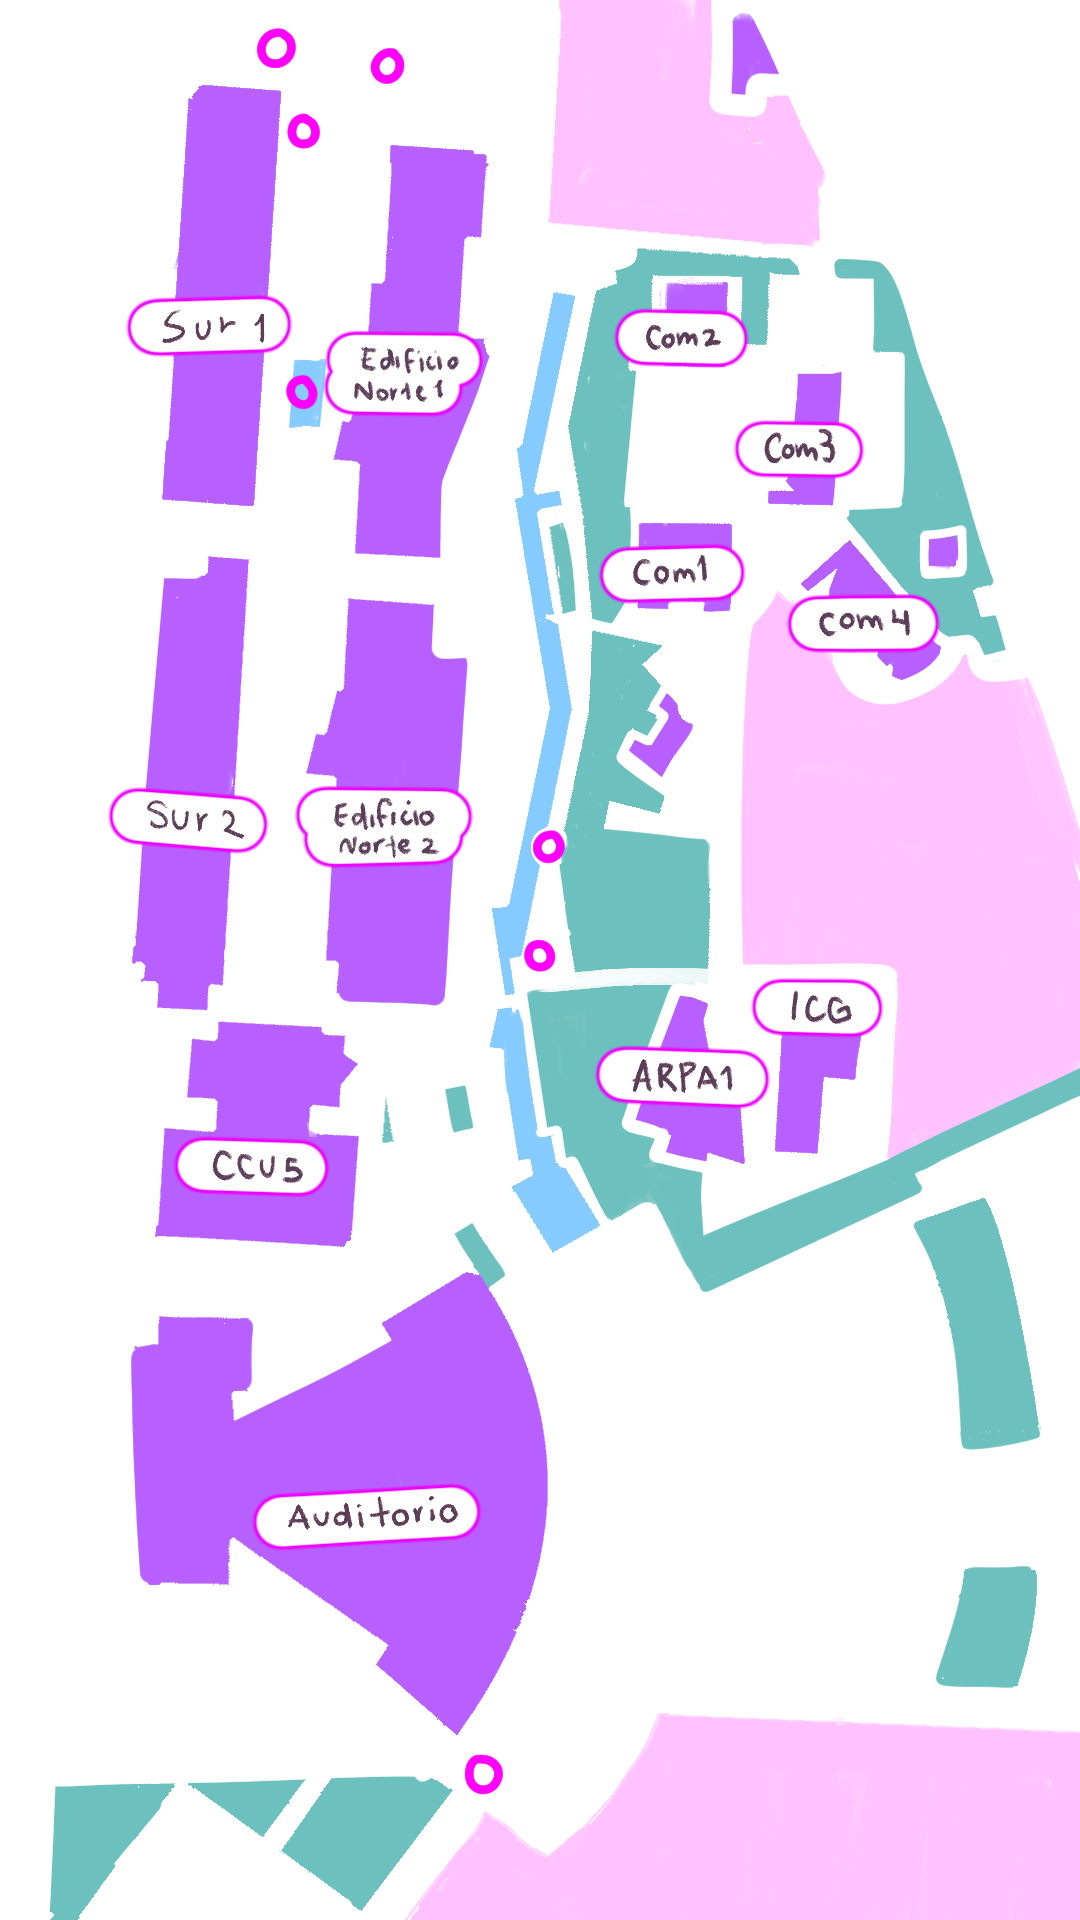 Sur 1
Edificio
Norte 1
Com2
Com3
Com1
Com 4
Sur 2
Edificio
Norte 2
ICG
ARPA1
CCU5
Auditorio